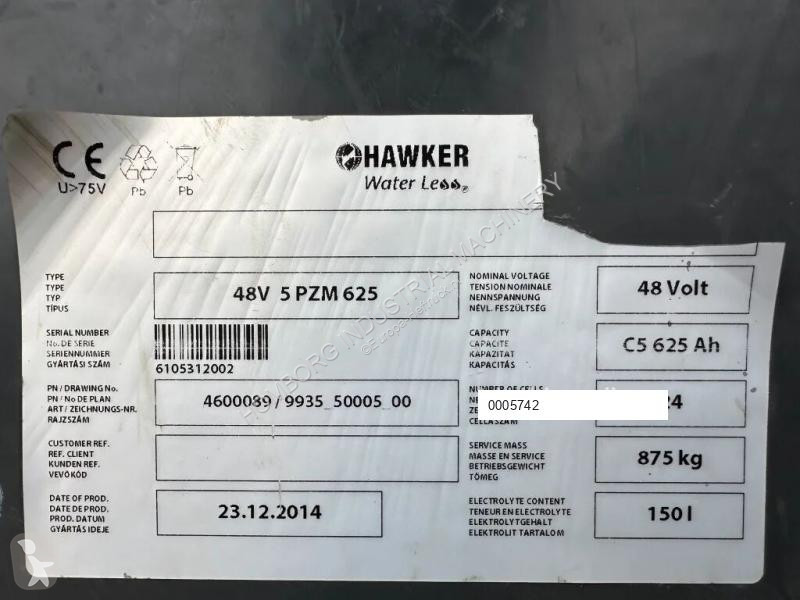 CE
U>75V
Pb
Pb
HAWKER
Water Less®
TYPE
TYPE
TYP
TÍPUS
48V 5 PZM 625
NOMINAL VOLTAGE
TENSION NOMINALE
NENNSPANNUNG
NÉVL. FESZÜLTSÉG
48 Volt
SERIAL NUMBER
No. DE SERIE
SERIENNUMMER
GYÁRTÁSI SZÁM
6105312002
CAPACITY
CAPACITE
KAPAZITAT
KAPACITÁS
C5 625 Ah
PN / DRAWING No.
PN / No DE PLAN
ART / ZEICHNUNGS-NR.
RAJZSZÁM
4600089 / 9935_50005_00
NUMBER OF CELLS
0005742
24
CELLASZÁM
CUSTOMER REF.
REF. CLIENT
KUNDEN REF.
VEVŐKÓD
SERVICE MASS
MASSE EN SERVICE
BETRIEBSGEWICHT
TÖMEG
875 kg
DATE OF PROD.
DATE DE PROD.
PROD. DATUM
GYÁRTÁS IDEJE
23.12.2014
ELECTROLYTE CONTENT
TENEUR EN ELECTROLYTE
ELEKTROLYTGEHALT
ELEKTROLIT TARTALOM
150 l
HOMBORG INDUSTRIAL MACHINERY